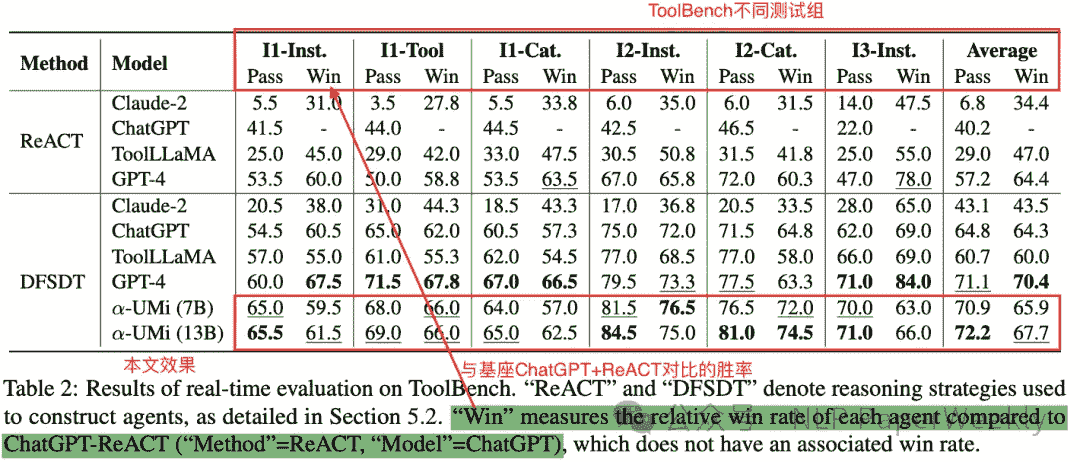 ToolBench不同测试组
Method Model I1-Inst. I1-Tool I1-Cat. I2-Inst. I2-Cat. I3-Inst. Average
Pass Win Pass Win Pass Win Pass Win Pass Win Pass Win Pass Win
ReACT
Claude-2 5.5 31.0 3.5 27.8 5.5 33.8 6.0 35.0 6.0 31.5 14.0 47.5 6.8 34.4
ChatGPT 41.5 - 44.0 - 44.5 - 42.5 - 46.5 - 22.0 - 40.2 -
ToolLLaMA 25.0 45.0 29.0 42.0 33.0 47.5 30.5 50.8 31.5 41.8 25.0 55.0 29.0 47.0
GPT-4 53.5 60.0 50.0 58.8 53.5 63.5 67.0 65.8 72.0 60.3 47.0 78.0 57.2 64.4
DFSDT
Claude-2 20.5 38.0 31.0 44.3 18.5 43.3 17.0 36.8 20.5 33.5 28.0 65.0 43.1 43.5
ChatGPT 54.5 60.5 65.0 62.0 60.5 57.3 75.0 72.0 71.5 64.8 62.0 69.0 64.8 64.3
ToolLLaMA 57.0 55.0 61.0 55.3 62.0 54.5 77.0 68.5 77.0 58.0 66.0 69.0 60.7 60.0
GPT-4 60.0 67.5 71.5 67.8 67.0 66.5 79.5 73.3 77.5 63.3 71.0 84.0 71.1 70.4
α-UMi (7B) 65.0 59.5 68.0 66.0 64.0 57.0 81.5 76.5 76.5 72.0 70.0 63.0 70.9 65.9
α-UMi (13B) 65.5 61.5 69.0 66.0 65.0 62.5 84.5 75.0 81.0 74.5 71.0 66.0 72.2 67.7
本文效果
与基座ChatGPT+ReACT对比的胜率
Table 2: Results of real-time evaluation on ToolBench. “ReACT” and “DFSDT” denote reasoning strategies used
to construct agents, as detailed in Section 5.2. “Win” measures the relative win rate of each agent compared to
ChatGPT-ReACT (“Method”=ReACT, “Model”=ChatGPT), which does not have an associated win rate.
公众号 · NLP PaperWeekly